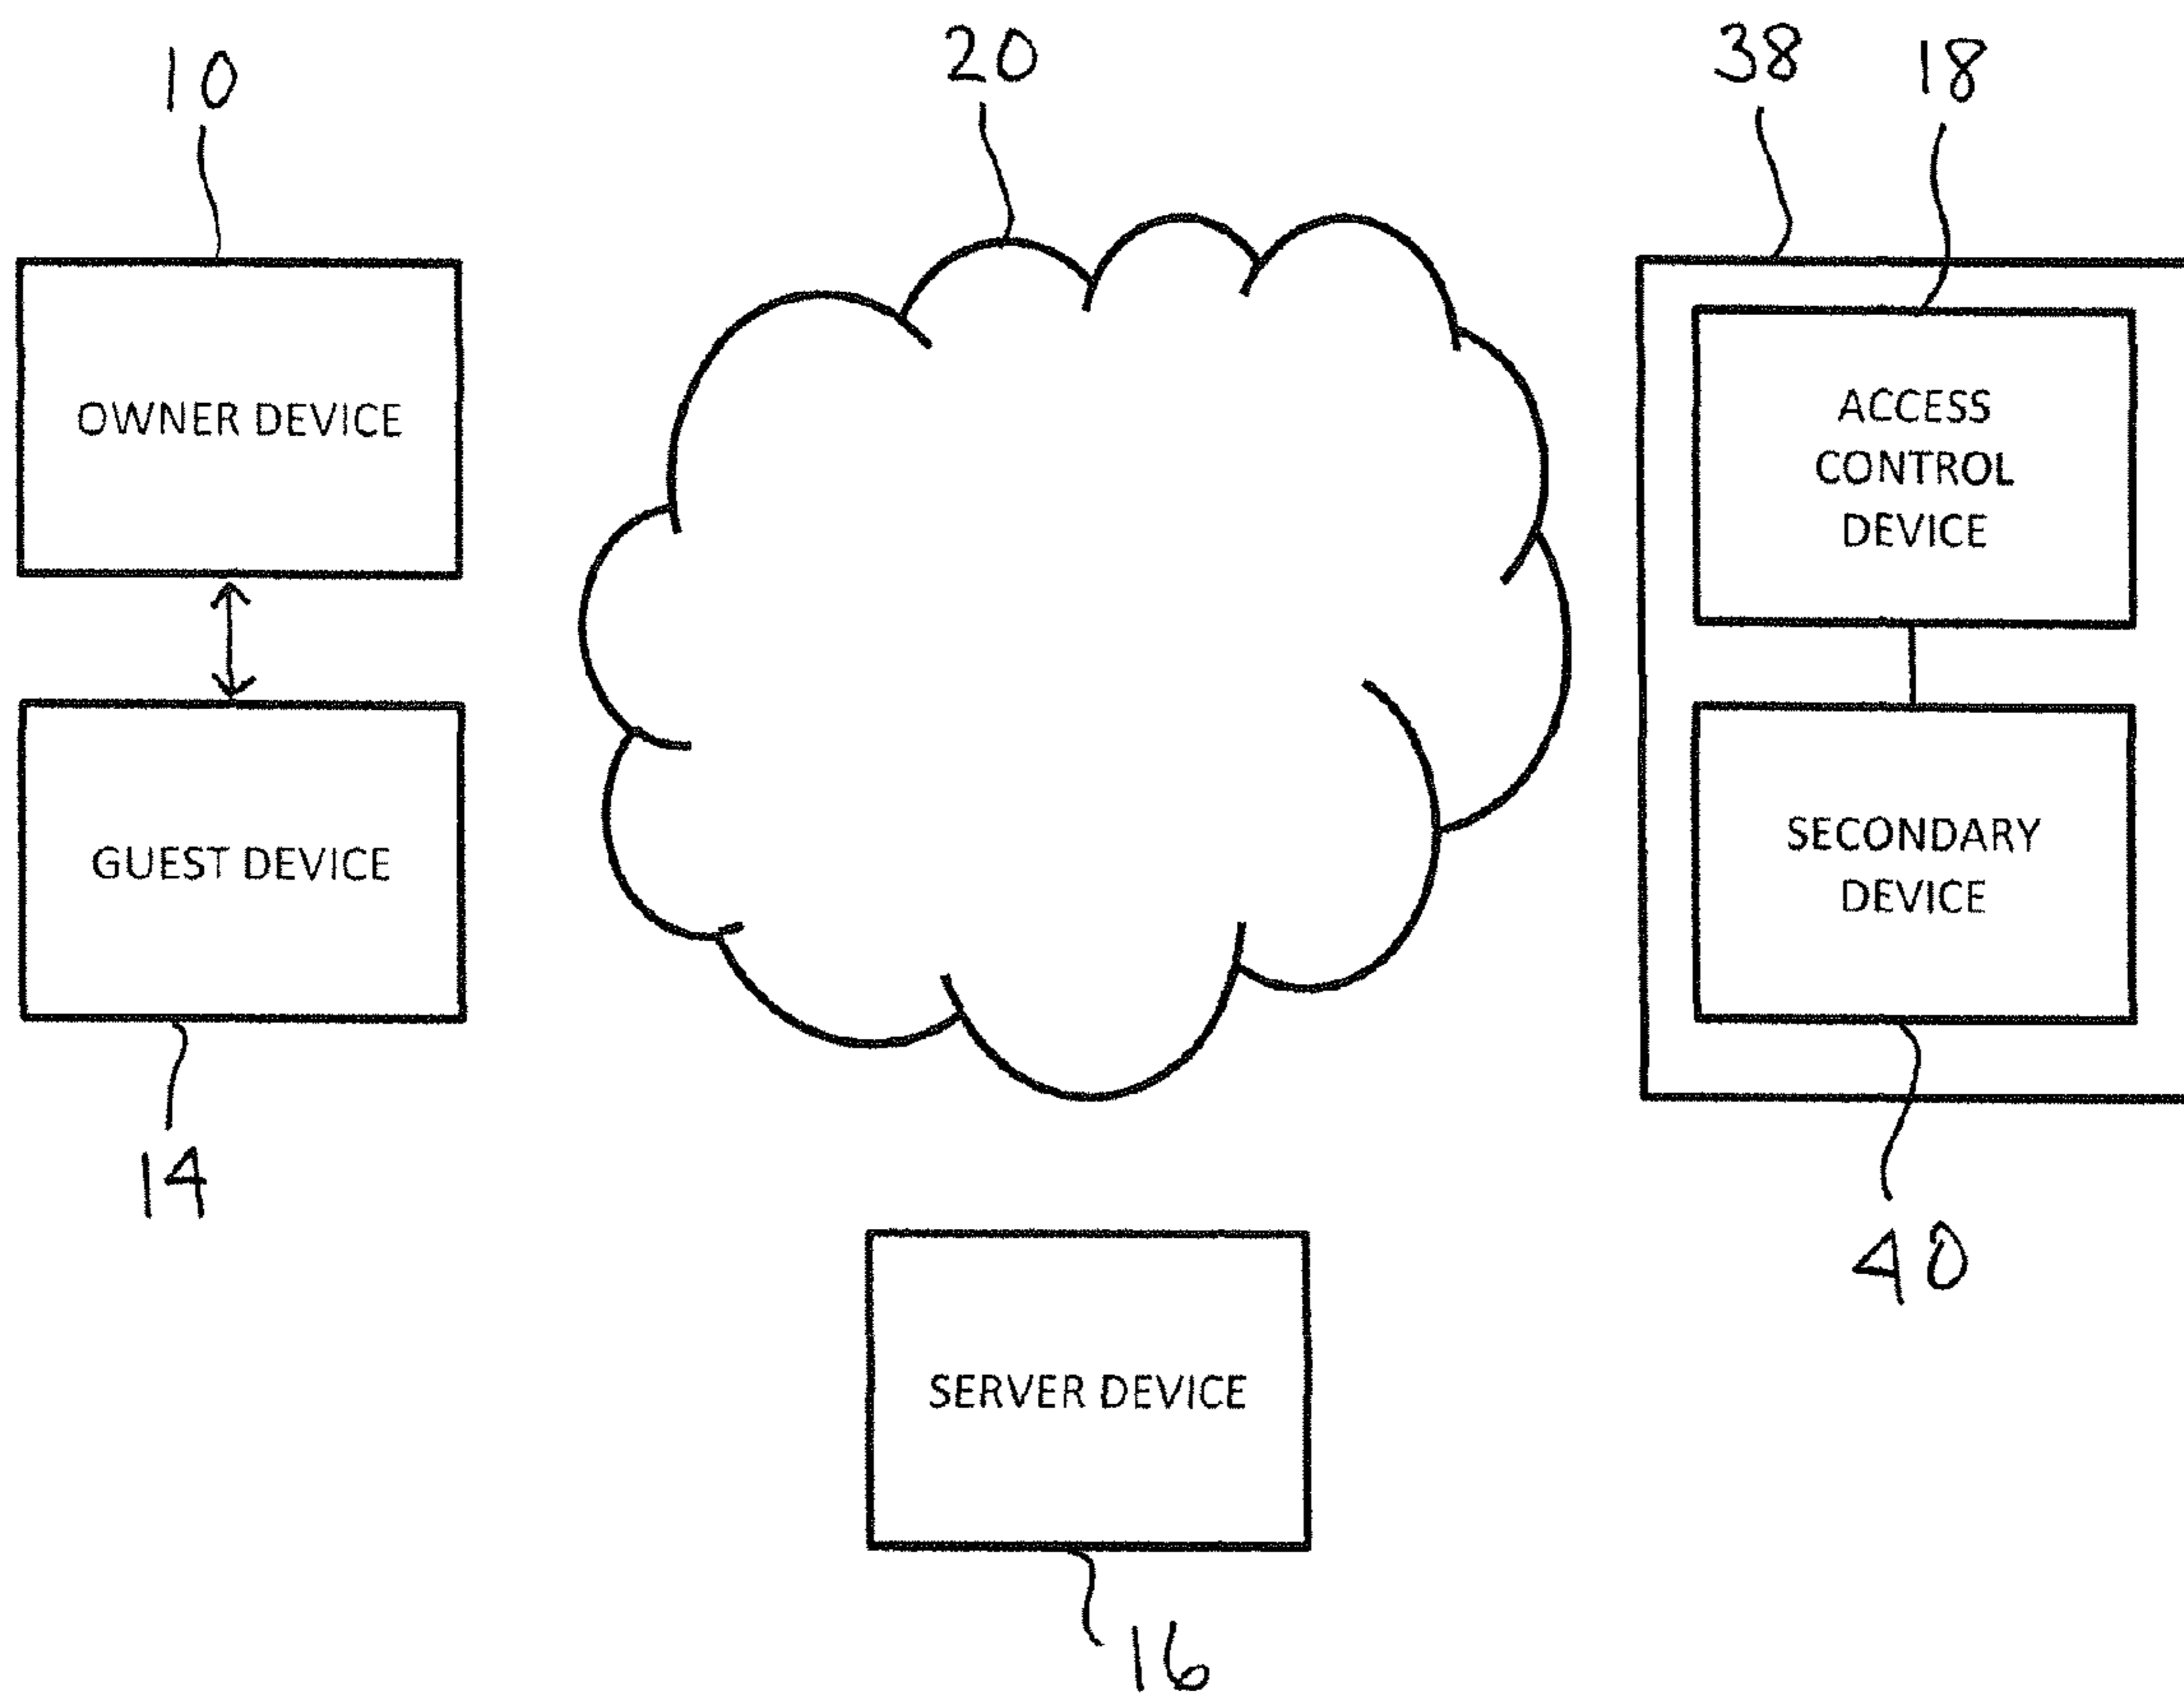 10
20
38
18
OWNER DEVICE
ACCESS
CONTROL
DEVICE
GUEST DEVICE
SECONDARY
DEVICE
14
40
SERVER DEVICE
16